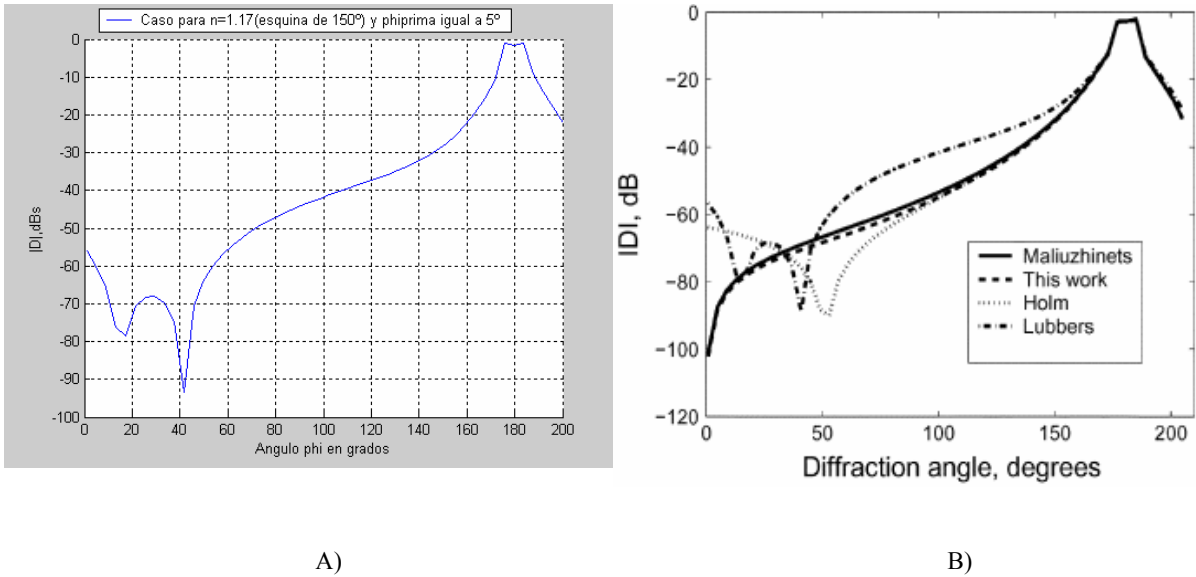 Caso para n=1.17(esquina de 150º) y phiprima igual a 5º
0
-10
-20
-30
-40
-50
-60
-70
-80
-90
-100
|D|,dBs
0 20 40 60 80 100 120 140 160 180 200
Angulo phi en grados
0
−20
−40
−60
−80
−100
−120
|D|, dB
Maliuzhinets
This work
Holm
Lubbers
0 50 100 150 200
Diffraction angle, degrees
A) B)